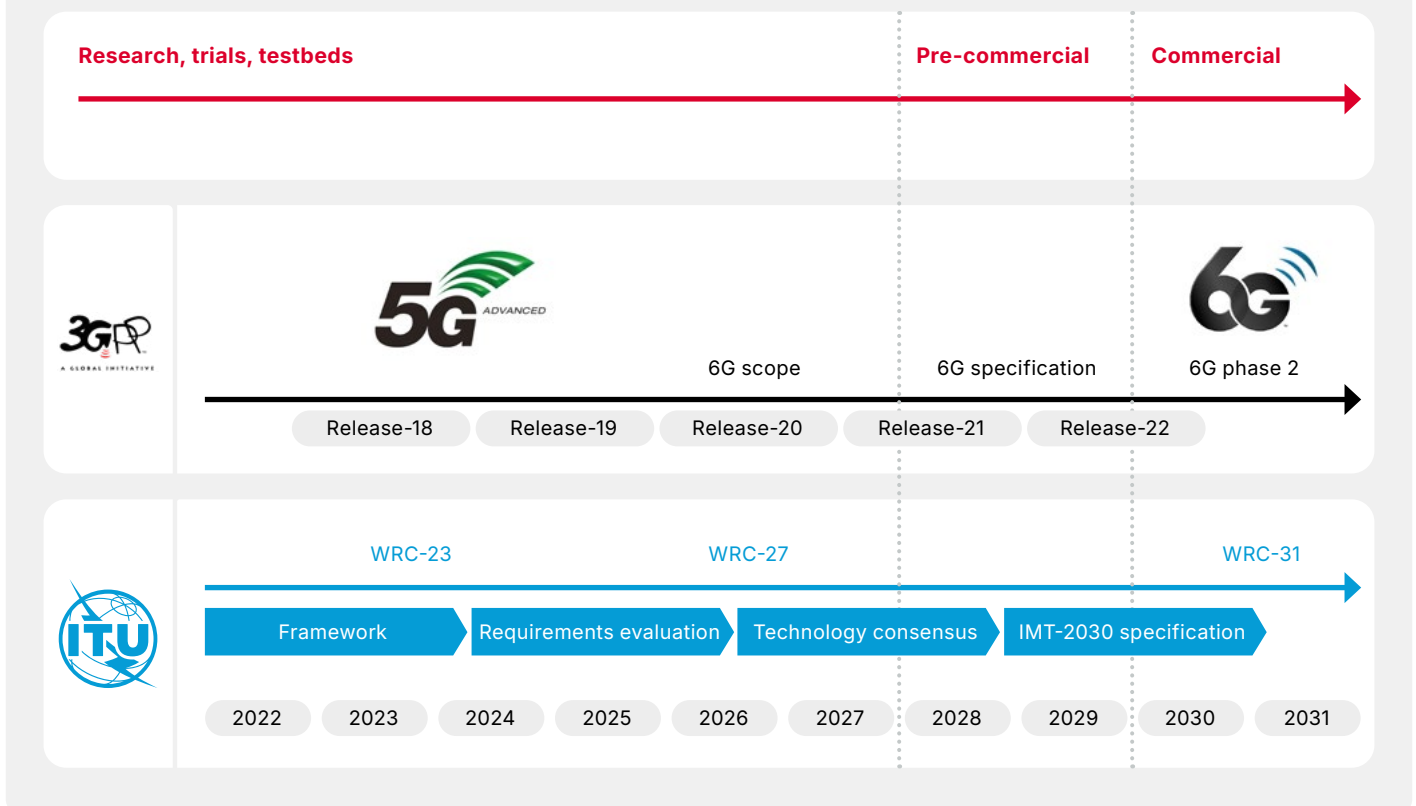 Research, trials, testbeds
Pre-commercial
Commercial
5G ADVANCED
6G
3GPP
A GLOBAL INITIATIVE
6G scope
6G specification
6G phase 2
Release-18
Release-19
Release-20
Release-21
Release-22
WRC-23
WRC-27
WRC-31
ITU
Framework
Requirements evaluation
Technology consensus
IMT-2030 specification
2022
2023
2024
2025
2026
2027
2028
2029
2030
2031